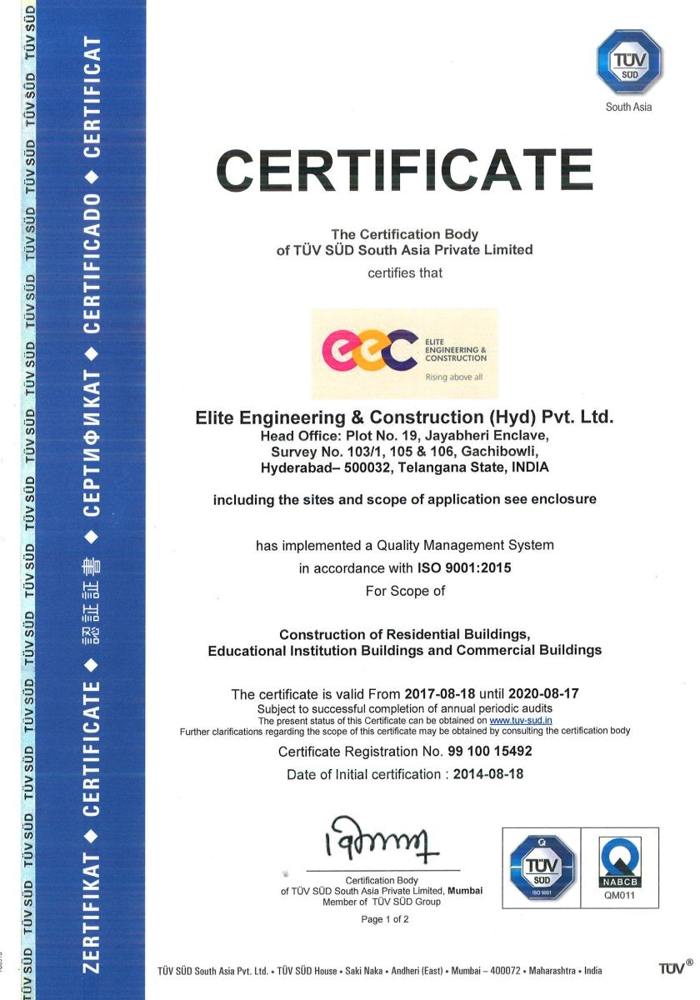 TÜV SÜD TÜV SÜD TÜV SÜD TÜV SÜD TÜV SÜD TÜV SÜD TÜV SÜD TÜV SÜD TÜV SÜD TÜV SÜD TÜV SÜD TÜV SÜD TÜV SÜD TÜV SÜD TÜV SÜD
ZERTIFIKAT ◆ CERTIFICATE ◆ 認証証書 ◆ СЕРТИФИКАТ ◆ CERTIFICADO ◆ CERTIFICAT
TÜV
SÜD
South Asia
CERTIFICATE
The Certification Body
of TÜV SÜD South Asia Private Limited
certifies that
eec
ELITE
ENGINEERING &
CONSTRUCTION
Rising above all
Elite Engineering & Construction (Hyd) Pvt. Ltd.
Head Office: Plot No. 19, Jayabheri Enclave,
Survey No. 103/1, 105 & 106, Gachibowli,
Hyderabad– 500032, Telangana State, INDIA
including the sites and scope of application see enclosure
has implemented a Quality Management System
in accordance with ISO 9001:2015
For Scope of
Construction of Residential Buildings,
Educational Institution Buildings and Commercial Buildings
The certificate is valid From 2017-08-18 until 2020-08-17
Subject to successful completion of annual periodic audits
The present status of this Certificate can be obtained on www.tuv-sud.in
Further clarifications regarding the scope of this certificate may be obtained by consulting the certification body
Certificate Registration No. 99 100 15492
Date of Initial certification : 2014-08-18
Certification Body
of TÜV SÜD South Asia Private Limited, Mumbai
Member of TÜV SÜD Group
Page 1 of 2
Q
TÜV
SÜD
ISO 9001
NABCB
QM011
TÜV SÜD South Asia Pvt. Ltd. • TÜV SÜD House • Saki Naka • Andheri (East) • Mumbai – 400072 • Maharashtra • India
TÜV®